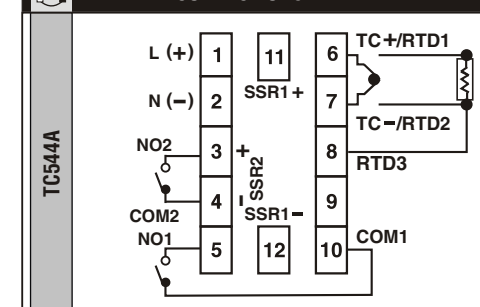 TC544A
L (+) 1 11 6 TC+/RTD1
SSR1 +
N (−) 2 7
TC−/RTD2
NO2 3 + 8 RTD3
SSR2
4 - 9
COM2 SSR1−
NO1 5 12 10 COM1